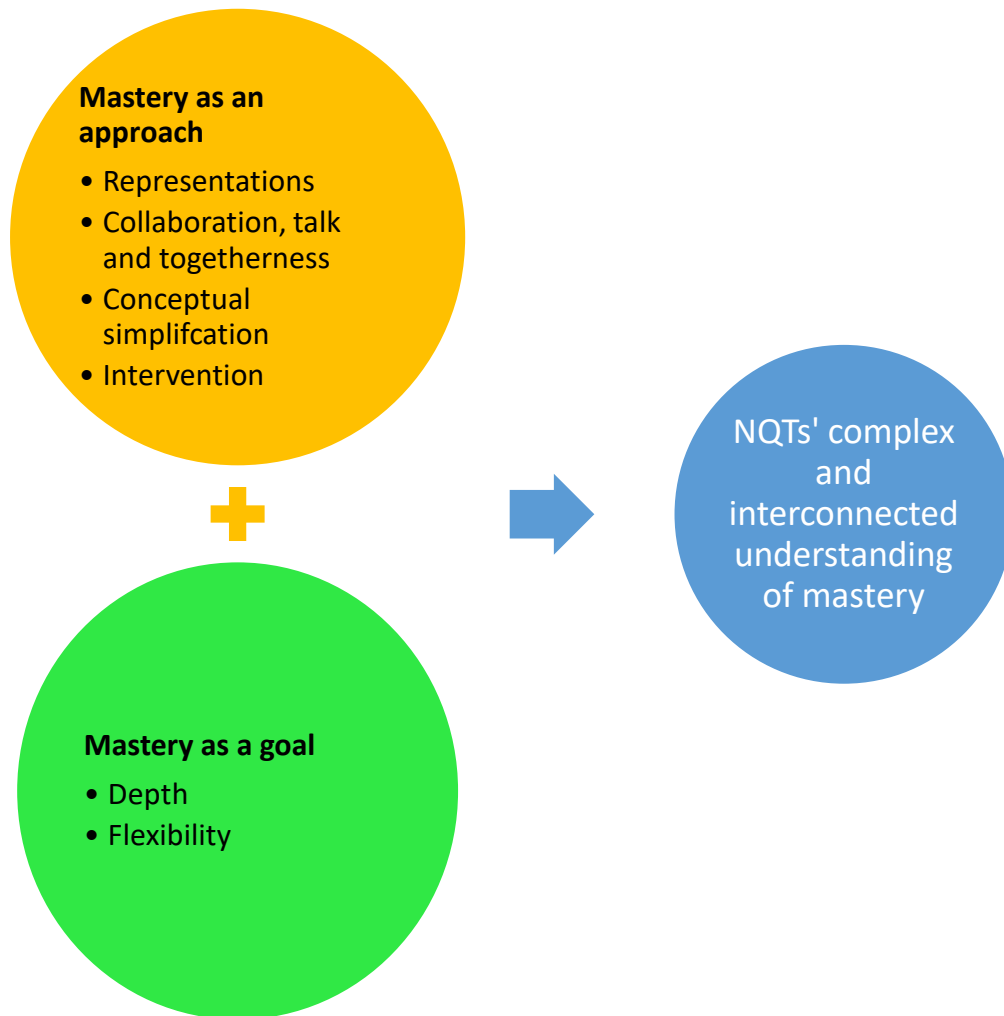 Mastery as an
approach
• Representations
• Collaboration, talk
and togetherness
• Conceptual
simplifcation
• Intervention
Mastery as a goal
• Depth
• Flexibility
NQTs' complex
and
interconnected
understanding
of mastery